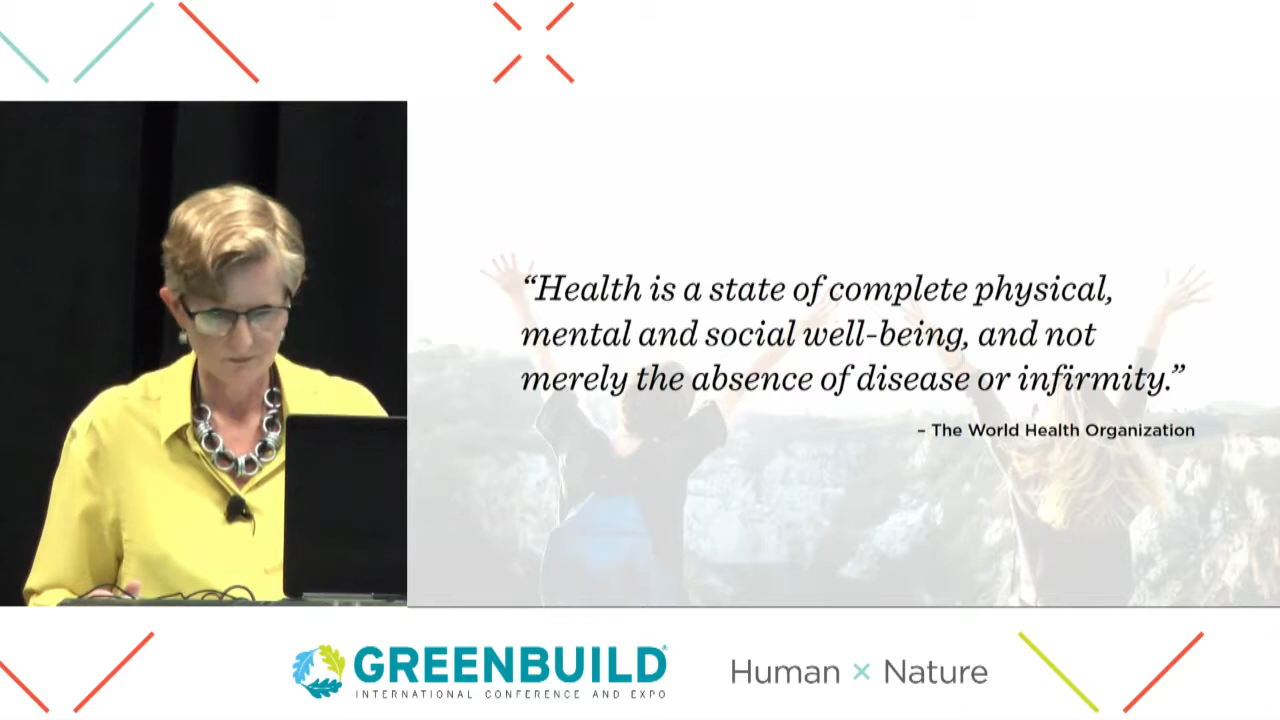 “Health is a state of complete physical,
mental and social well-being, and not
merely the absence of disease or infirmity.”
– The World Health Organization
GREENBUILD®
INTERNATIONAL CONFERENCE AND EXPO
Human × Nature